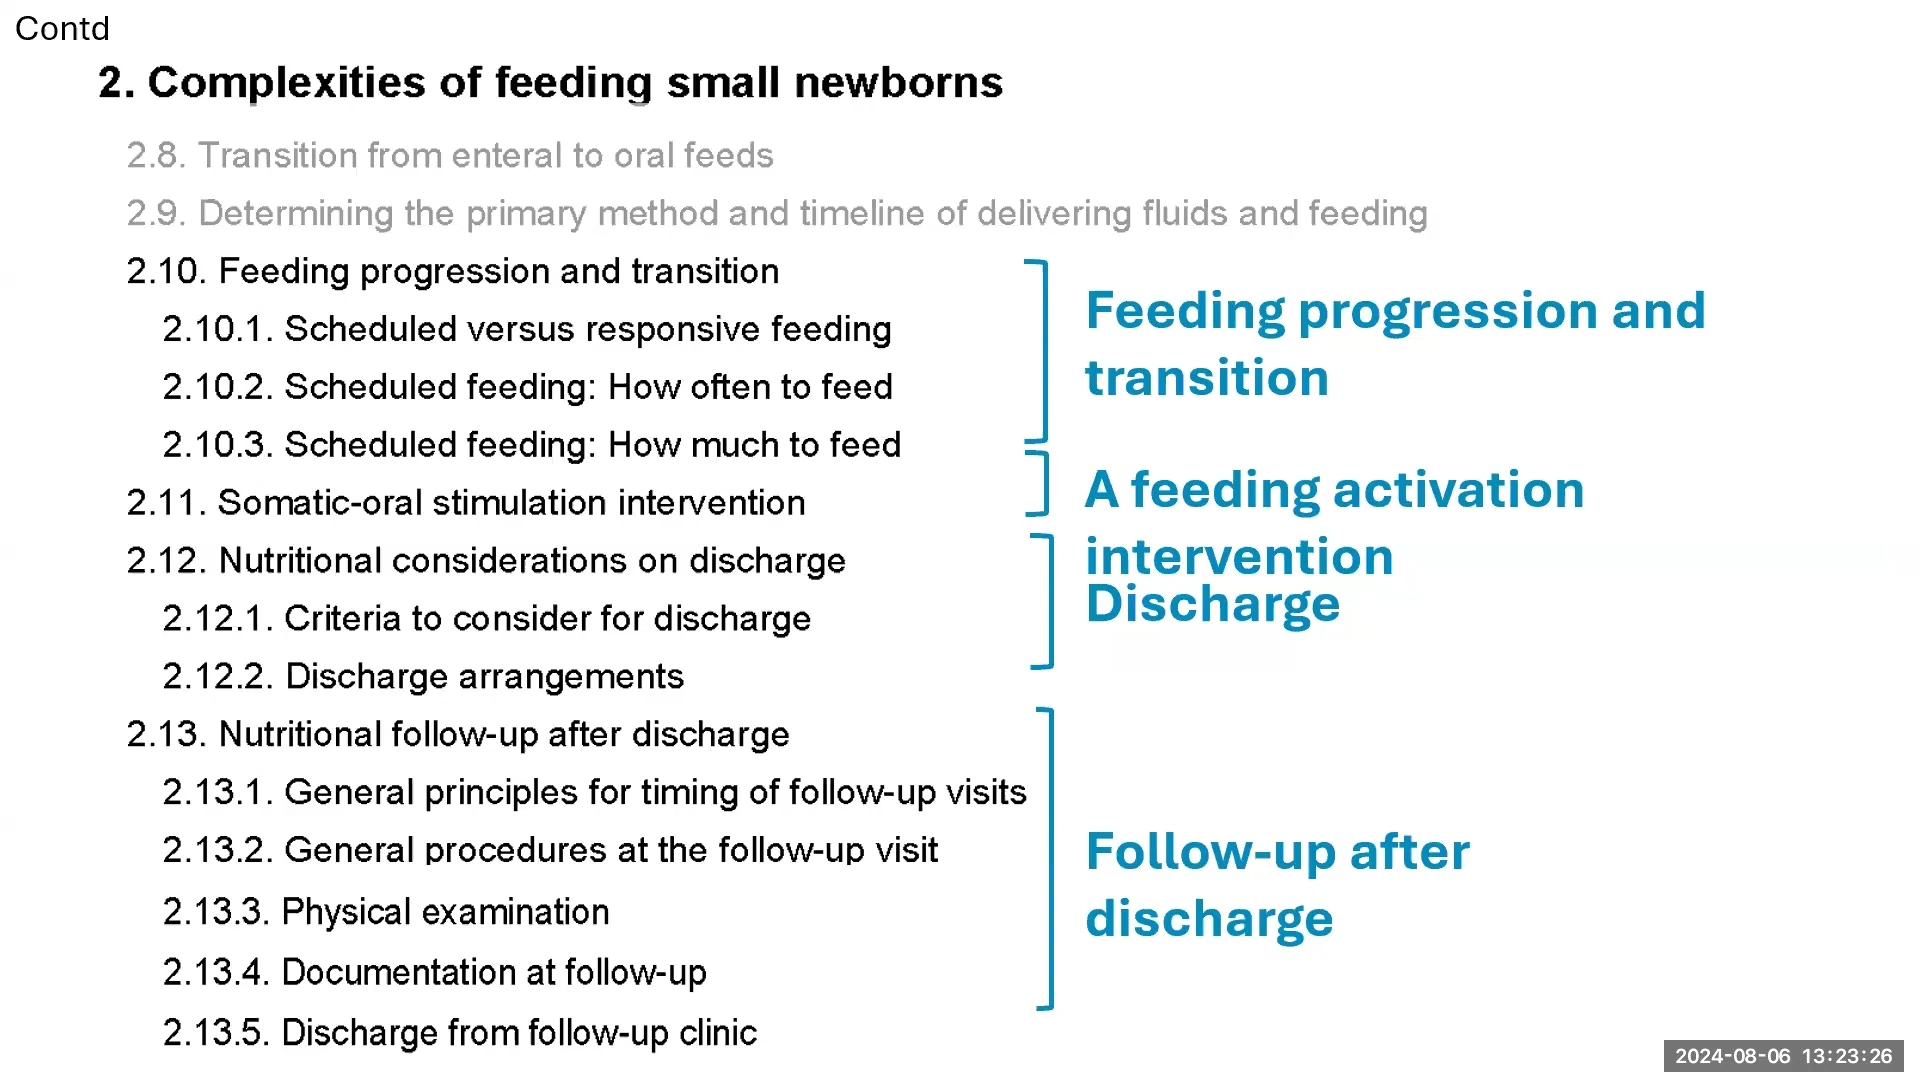 Contd
2. Complexities of feeding small newborns
2.8. Transition from enteral to oral feeds
2.9. Determining the primary method and timeline of delivering fluids and feeding
2.10. Feeding progression and transition
2.10.1. Scheduled versus responsive feeding
2.10.2. Scheduled feeding: How often to feed
2.10.3. Scheduled feeding: How much to feed
2.11. Somatic-oral stimulation intervention
2.12. Nutritional considerations on discharge
2.12.1. Criteria to consider for discharge
2.12.2. Discharge arrangements
2.13. Nutritional follow-up after discharge
2.13.1. General principles for timing of follow-up visits
2.13.2. General procedures at the follow-up visit
2.13.3. Physical examination
2.13.4. Documentation at follow-up
2.13.5. Discharge from follow-up clinic
Feeding progression and
transition
A feeding activation
intervention
Discharge
Follow-up after
discharge
2024-08-06 13:23:26